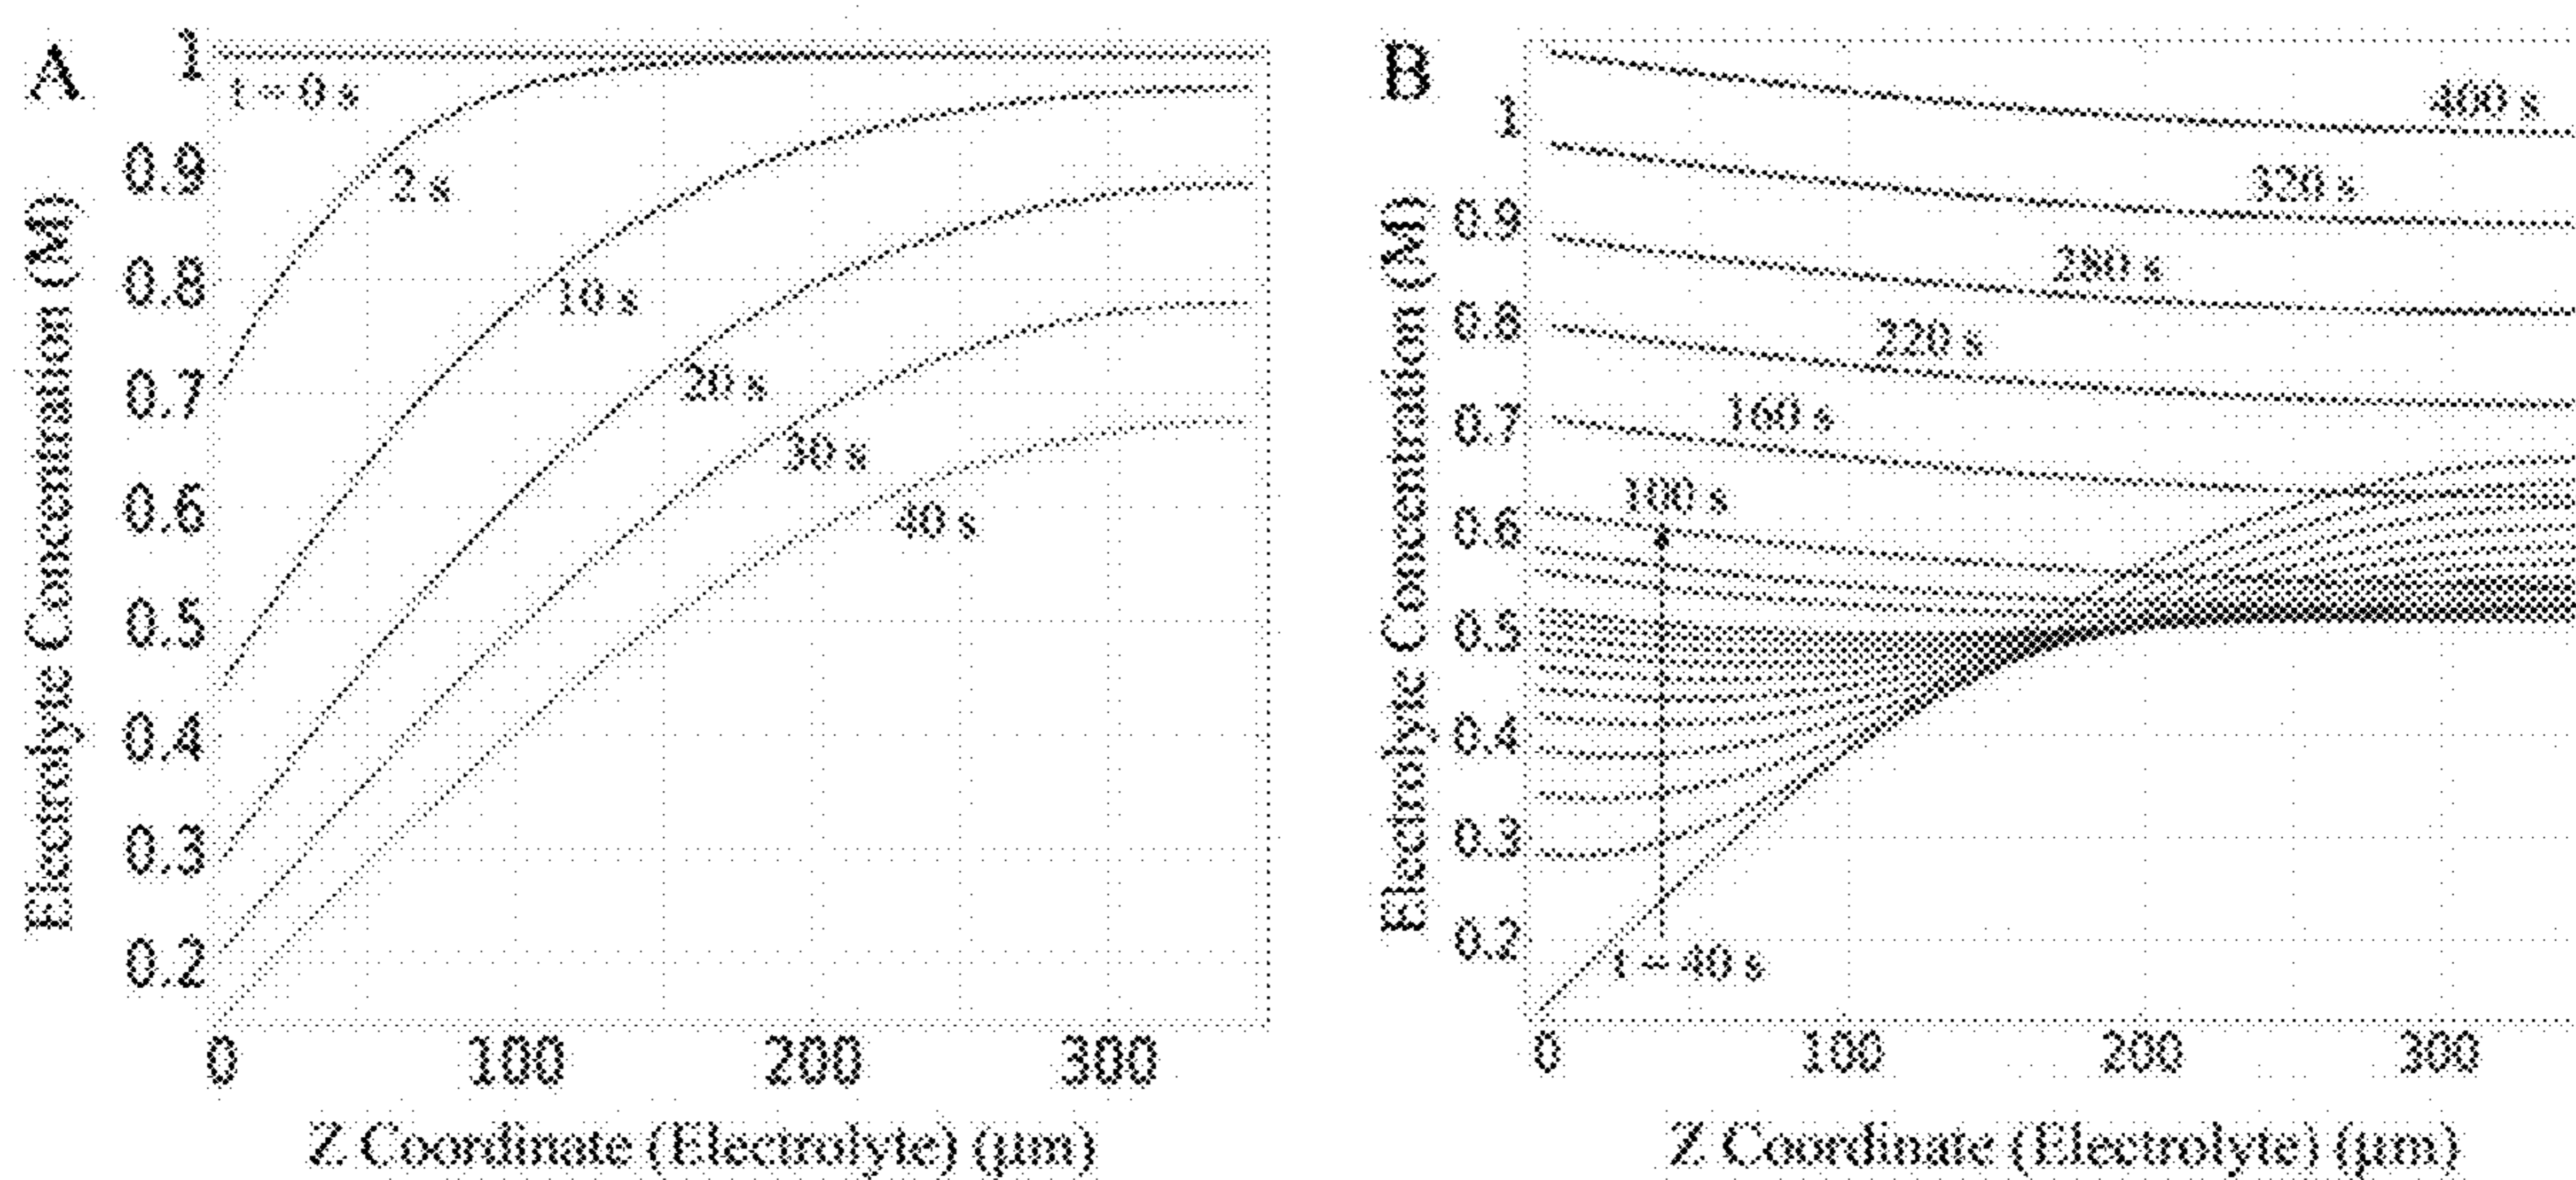 A
Electrolyte Concentration (M)
1
0.9
0.8
0.7
0.6
0.5
0.4
0.3
0.2
t = 0 s
2 s
10 s
20 s
30 s
40 s
0 100 200 300
Z Coordinate (Electrolyte) (μm)
B
Electrolyte Concentration (M)
1
0.9
0.8
0.7
0.6
0.5
0.4
0.3
0.2
400 s
320 s
280 s
220 s
160 s
100 s
t = 40 s
0 100 200 300
Z Coordinate (Electrolyte) (μm)